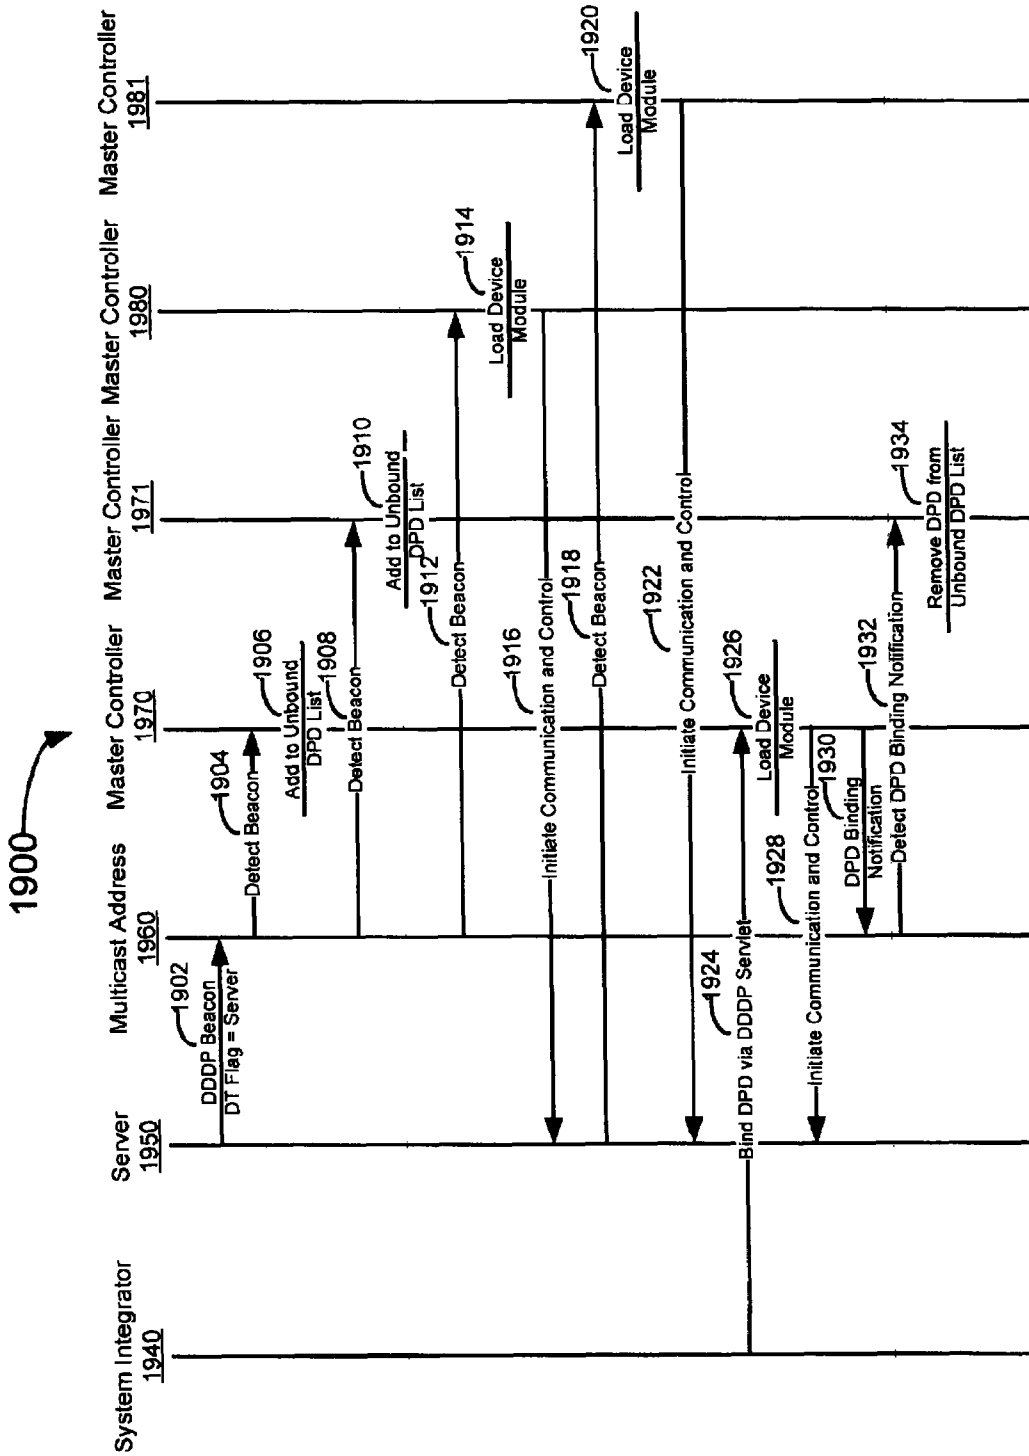 1900
System Integrator
1940
Server
1950
Multicast Address
1960
Master Controller
1970
Master Controller
1971
Master Controller
1980
Master Controller
1981
1902
DDDP Beacon
DT Flag = Server
1904
Detect Beacon
1906
Add to Unbound
DPD List
1908
Detect Beacon
1910
Add to Unbound
DPD List
1912
Detect Beacon
1914
Load Device
Module
1916
Initiate Communication and Control
1918
Detect Beacon
1920
Load Device
Module
1922
Initiate Communication and Control
1924
Bind DPD via DDDP Servlet
1926
Load Device
Module
1928
Initiate Communication and Control
1930
DPD Binding
Notification
1932
Detect DPD Binding Notification
1934
Remove DPD from
Unbound DPD List